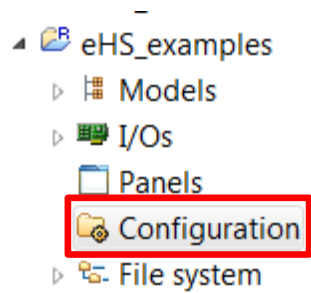 eHS_examples
Models
I/Os
Panels
Configuration
File system